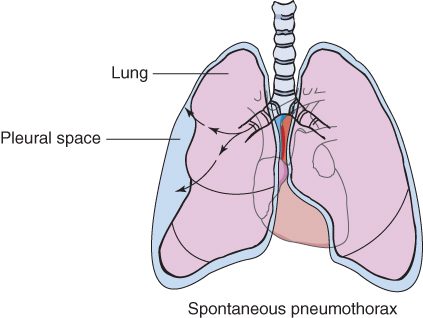 Lung
Pleural space
Spontaneous pneumothorax